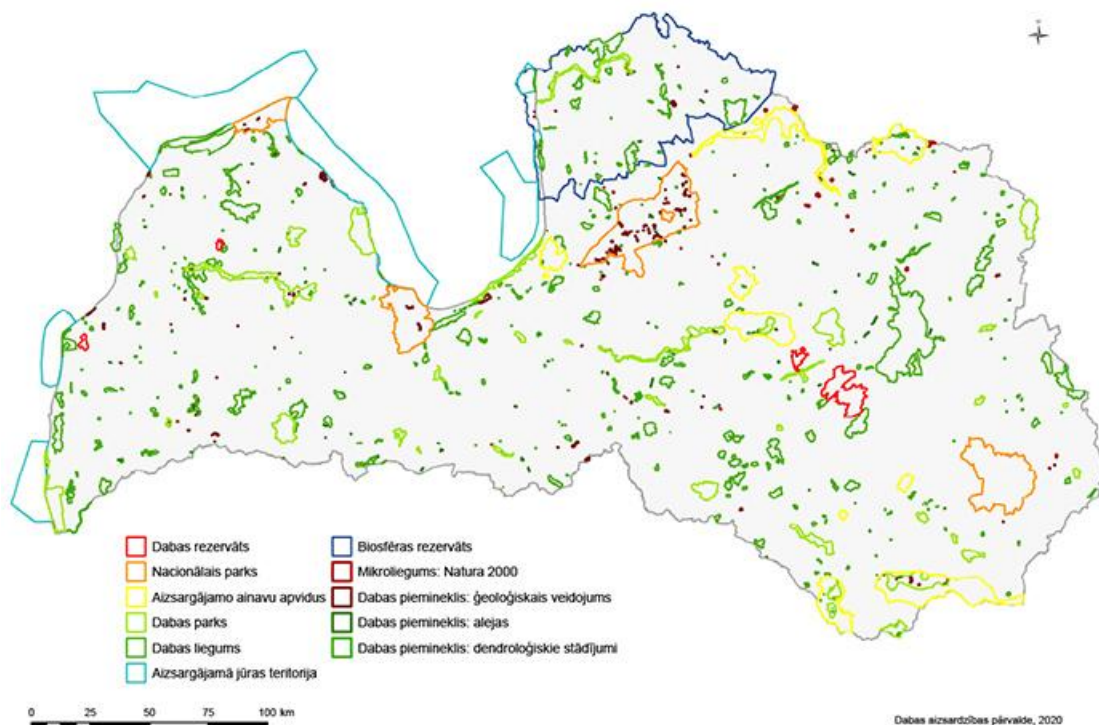 Dabas rezervāts
Nacionālais parks
Aizsargājamo ainavu apvidus
Dabas parks
Dabas liegums
Aizsargājamā jūras teritorija
Biosfēras rezervāts
Mikroliegums: Natura 2000
Dabas piemineklis: ģeoloģiskais veidojums
Dabas piemineklis: alejas
Dabas piemineklis: dendroloģiskie stādījumi
0 25 50 100 km
Dabas aizsardzības pārvalde, 2020